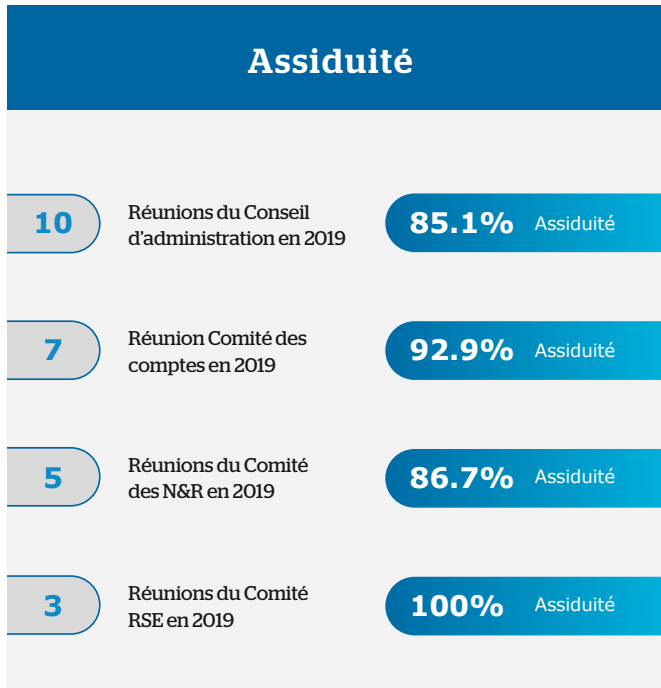 Assiduité
10
Réunions du Conseil
d'administration en 2019
85.1% Assiduité
7
Réunion Comité des
comptes en 2019
92.9% Assiduité
5
Réunions du Comité
des N&R en 2019
86.7% Assiduité
3
Réunions du Comité
RSE en 2019
100% Assiduité